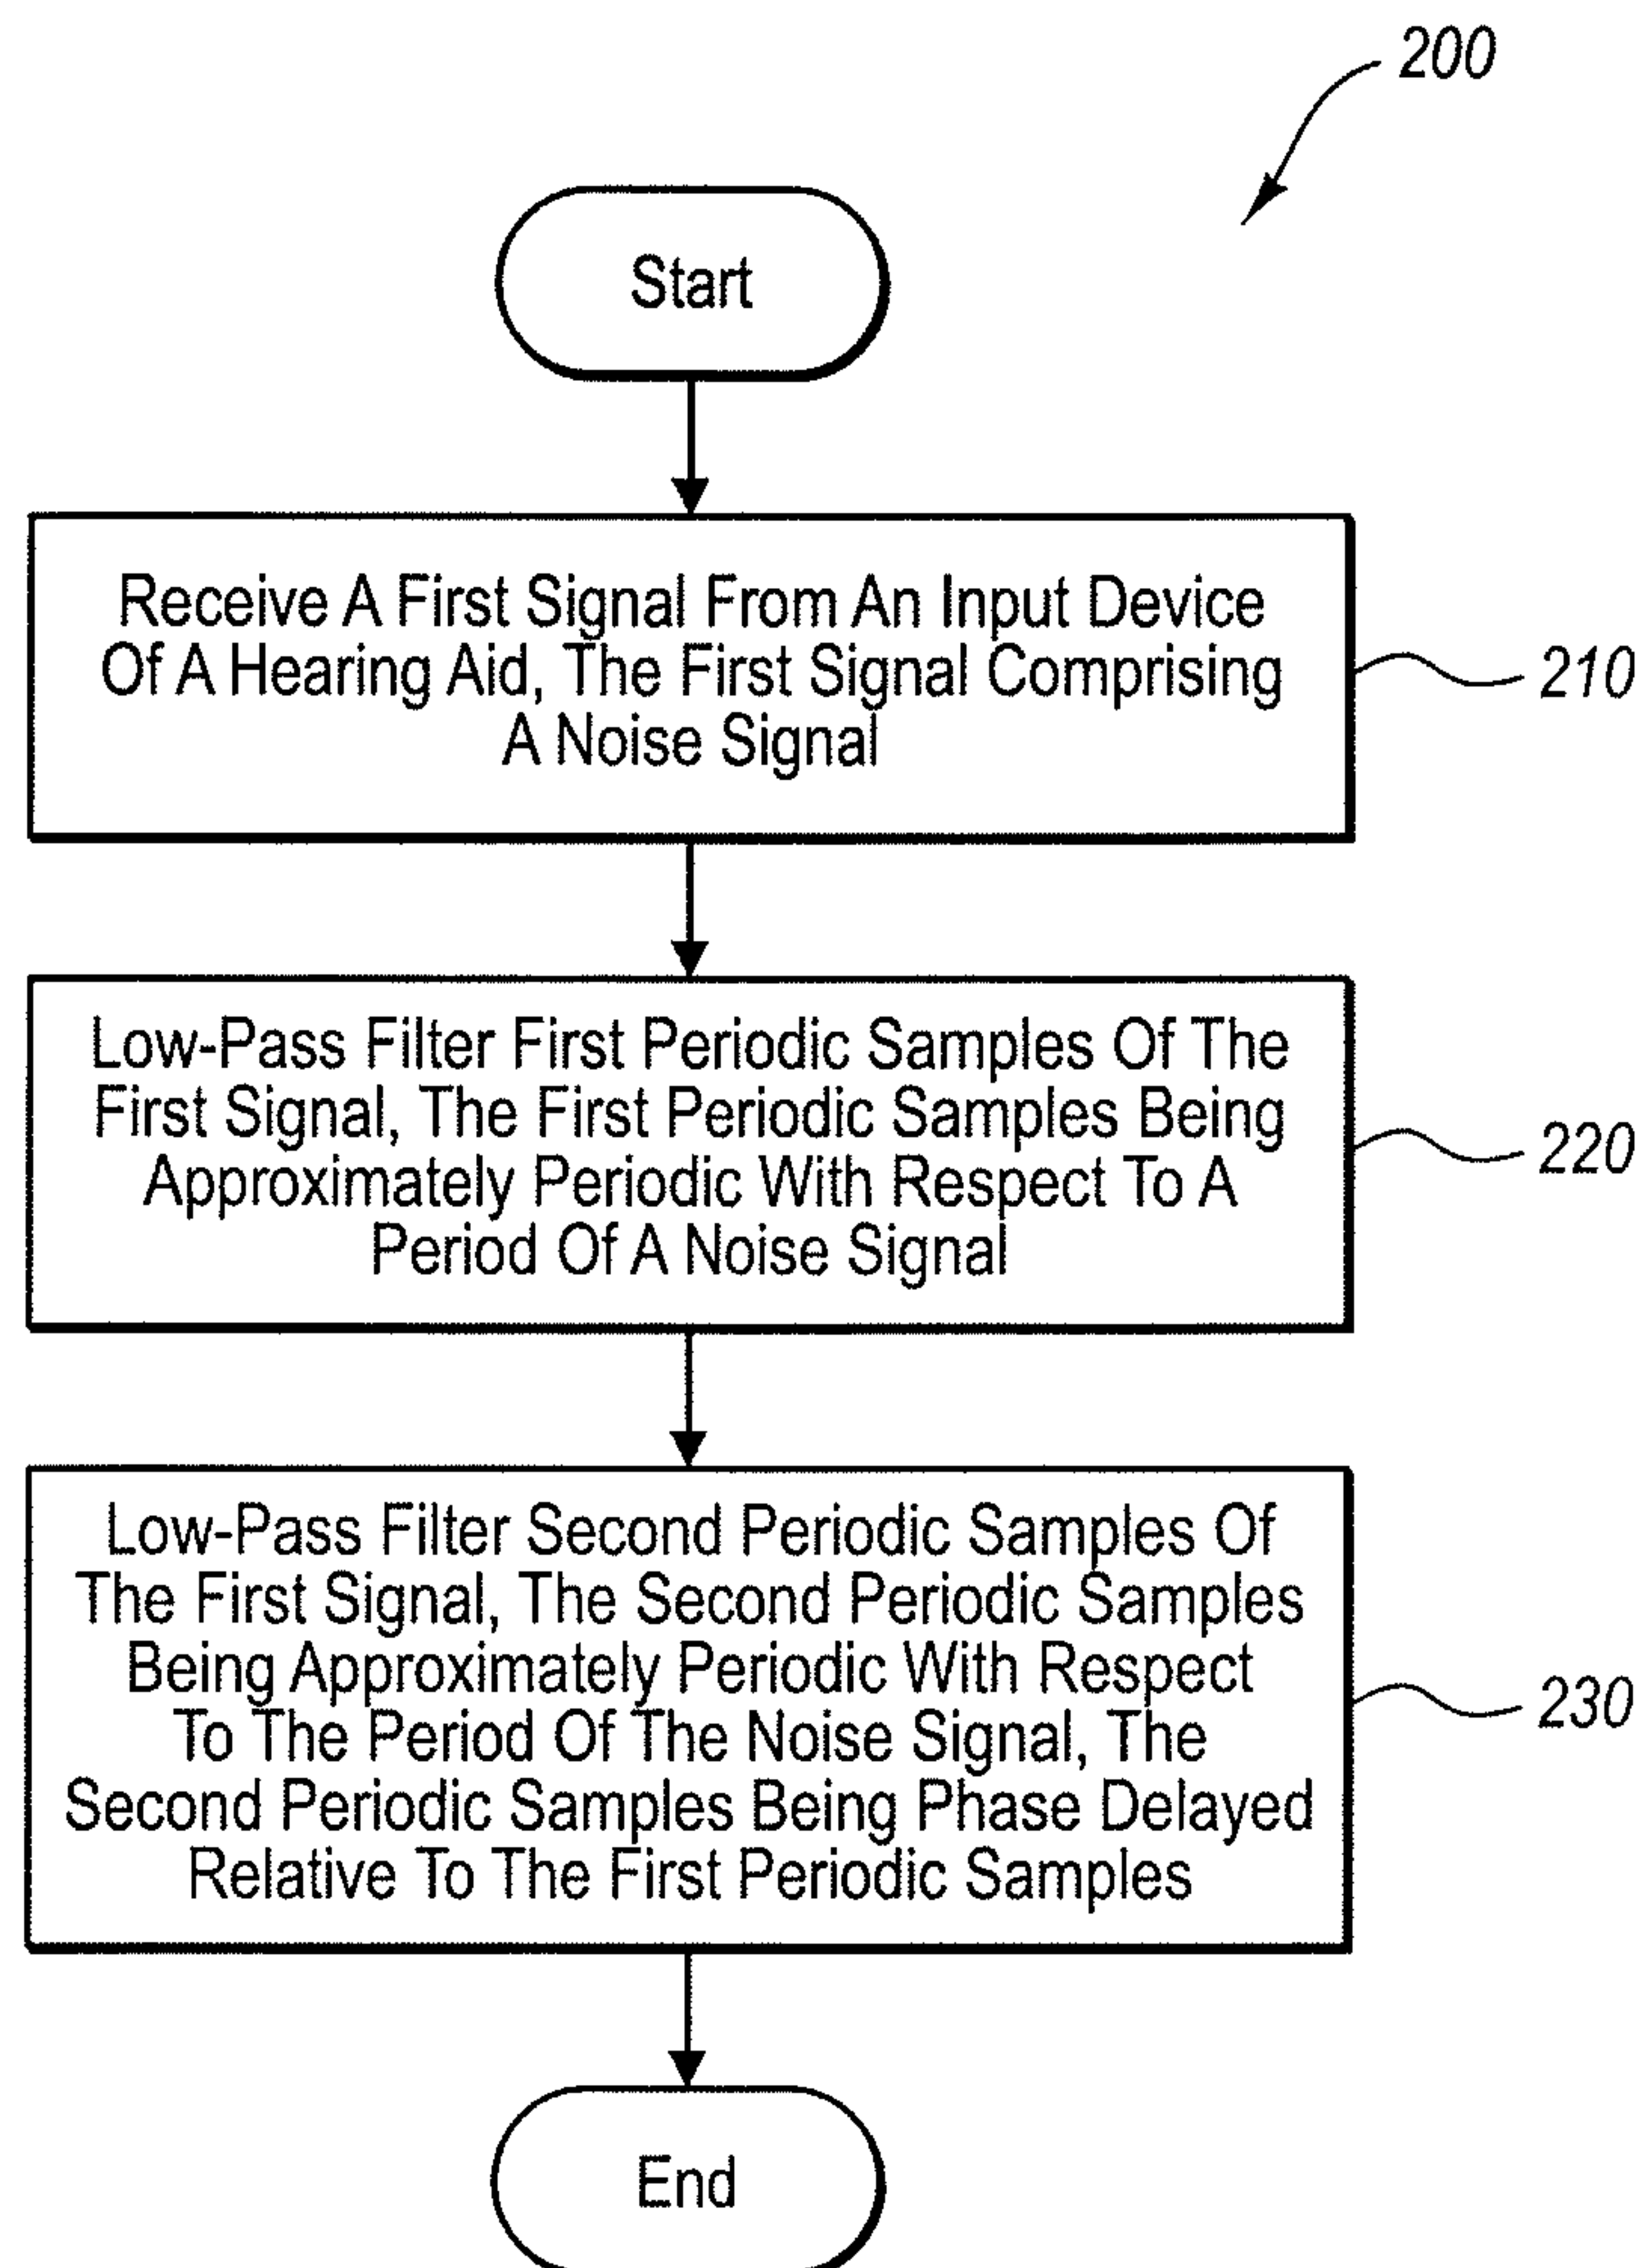 200
Start
Receive A First Signal From An Input Device
Of A Hearing Aid, The First Signal Comprising
A Noise Signal
210
Low-Pass Filter First Periodic Samples Of The
First Signal, The First Periodic Samples Being
Approximately Periodic With Respect To A
Period Of A Noise Signal
220
Low-Pass Filter Second Periodic Samples Of
The First Signal, The Second Periodic Samples
Being Approximately Periodic With Respect
To The Period Of The Noise Signal, The
Second Periodic Samples Being Phase Delayed
Relative To The First Periodic Samples
230
End